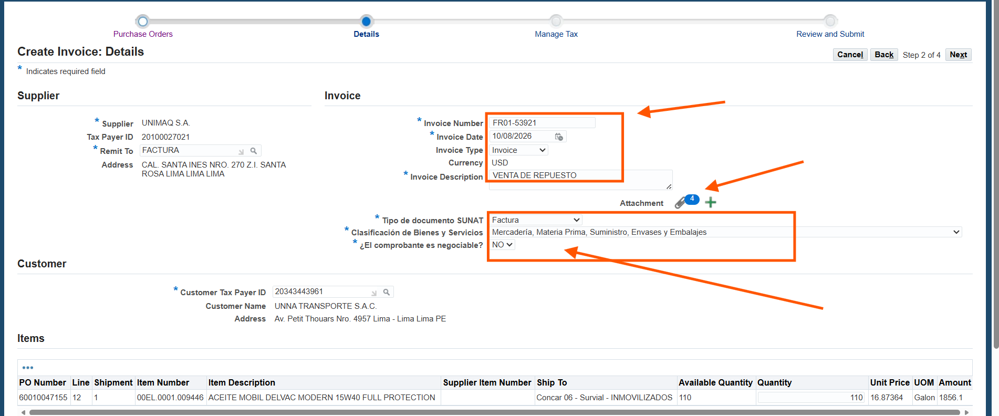 Purchase Orders
Details
Manage Tax
Review and Submit
Create Invoice: Details
Cancel Back Step 2 of 4 Next
* Indicates required field
Supplier
Invoice
* Supplier UNIMAQ S.A.
Tax Payer ID 20100027021
* Remit To FACTURA
Address CAL. SANTA INES NRO. 270 Z.I. SANTA
ROSA LIMA LIMA LIMA
* Invoice Number FR01-53921
* Invoice Date 10/08/2026
Invoice Type Invoice
Currency USD
* Invoice Description VENTA DE REPUESTO
Attachment 4
* Tipo de documento SUNAT Factura
* Clasificación de Bienes y Servicios Mercadería, Materia Prima, Suministro, Envases y Embalajes
* ¿El comprobante es negociable? NO
Customer
* Customer Tax Payer ID 20343443961
Customer Name UNNA TRANSPORTE S.A.C.
Address Av. Petit Thouars Nro. 4957 Lima - Lima Lima PE
Items
PO Number Line Shipment Item Number Item Description Supplier Item Number Ship To Available Quantity Quantity Unit Price UOM Amount
60010047155 12 1 00EL.0001.009446 ACEITE MOBIL DELVAC MODERN 15W40 FULL PROTECTION Concar 06 - Survial - INMOVILIZADOS 110 110 16.87364 Galon 1856.1